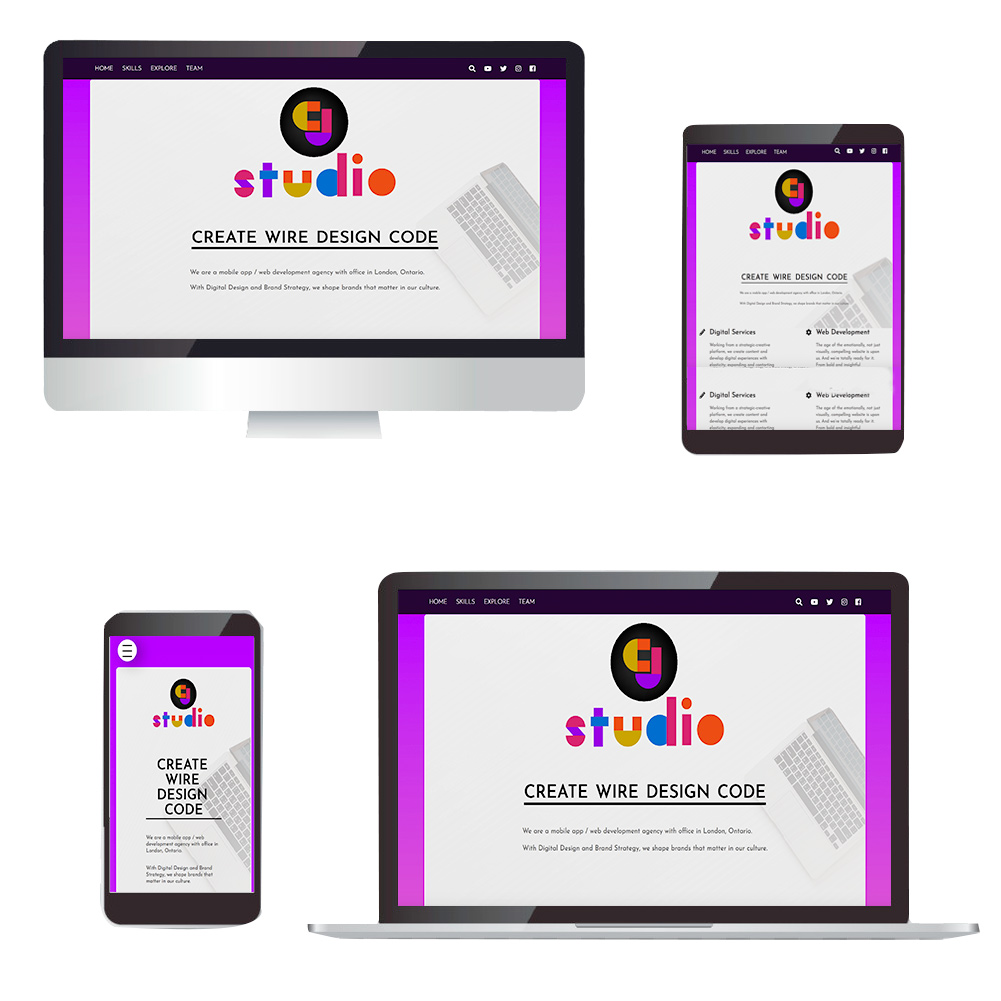 HOME SKILLS EXPLORE TEAM
studio
CREATE WIRE DESIGN CODE
We are a mobile app / web development agency with office in London, Ontario.
With Digital Design and Brand Strategy, we shape brands that matter in our culture.
HOME SKILLS EXPLORE TEAM
studio
CREATE WIRE DESIGN CODE
We are a mobile app / web development agency with office in London, Ontario.
With Digital Design and Brand Strategy, we shape brands that matter in our culture.
Digital Services
Working from a strategic-creative
platform, we create content and
develop digital experiences with
elasticity, expanding and contorting
Web Development
The age of the emotionally, not just
visually, compelling website is upon
us. And we're totally ready for it.
From bold and insightful
Digital Services
Working from a strategic-creative
platform, we create content and
develop digital experiences with
elasticity, expanding and contorting
Web Development
The age of the emotionally, not just
visually, compelling website is upon
us. And we're totally ready for it.
From bold and insightful
studio
CREATE
WIRE
DESIGN
CODE
We are a mobile app / web
development agency with office in
London, Ontario.
With Digital Design and Brand
Strategy, we shape brands that
matter in our culture.
HOME SKILLS EXPLORE TEAM
studio
CREATE WIRE DESIGN CODE
We are a mobile app / web development agency with office in London, Ontario.
With Digital Design and Brand Strategy, we shape brands that matter in our culture.